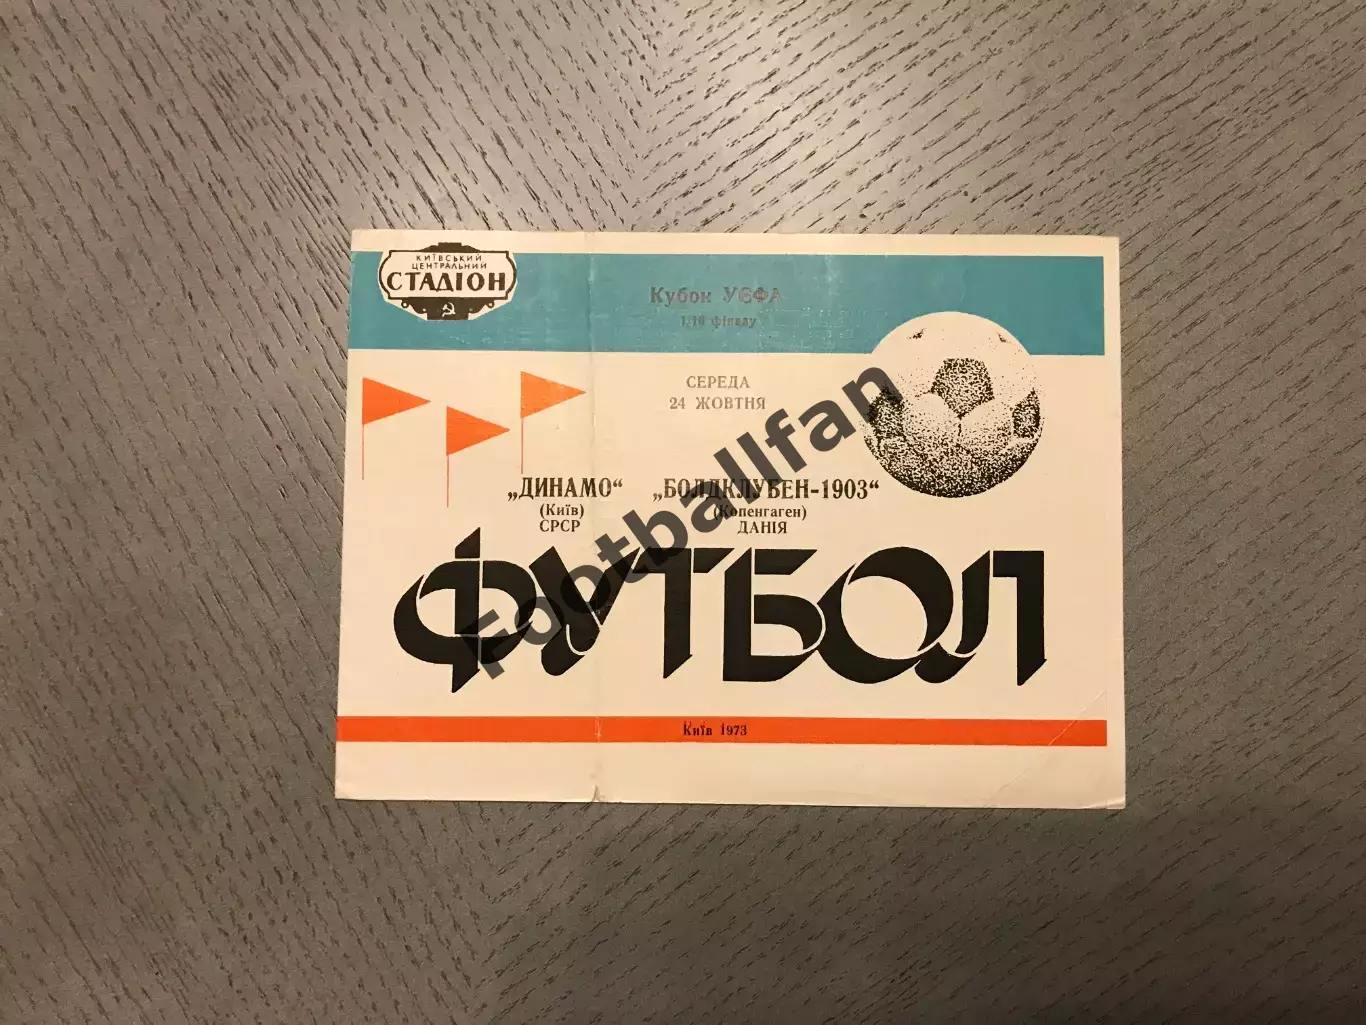 КИЇВСЬКИЙ
ЦЕНТРАЛЬНИЙ
СТАДІОН
Кубок УЄФА
1/16 фіналу
СЕРЕДА
24 ЖОВТНЯ
„ДИНАМО“ „БОЛДКЛУБЕН-1903“
(Київ) (Копенгаген)
СРСР ДАНІЯ
ФУТБОЛ
Київ 1973
Footballfan